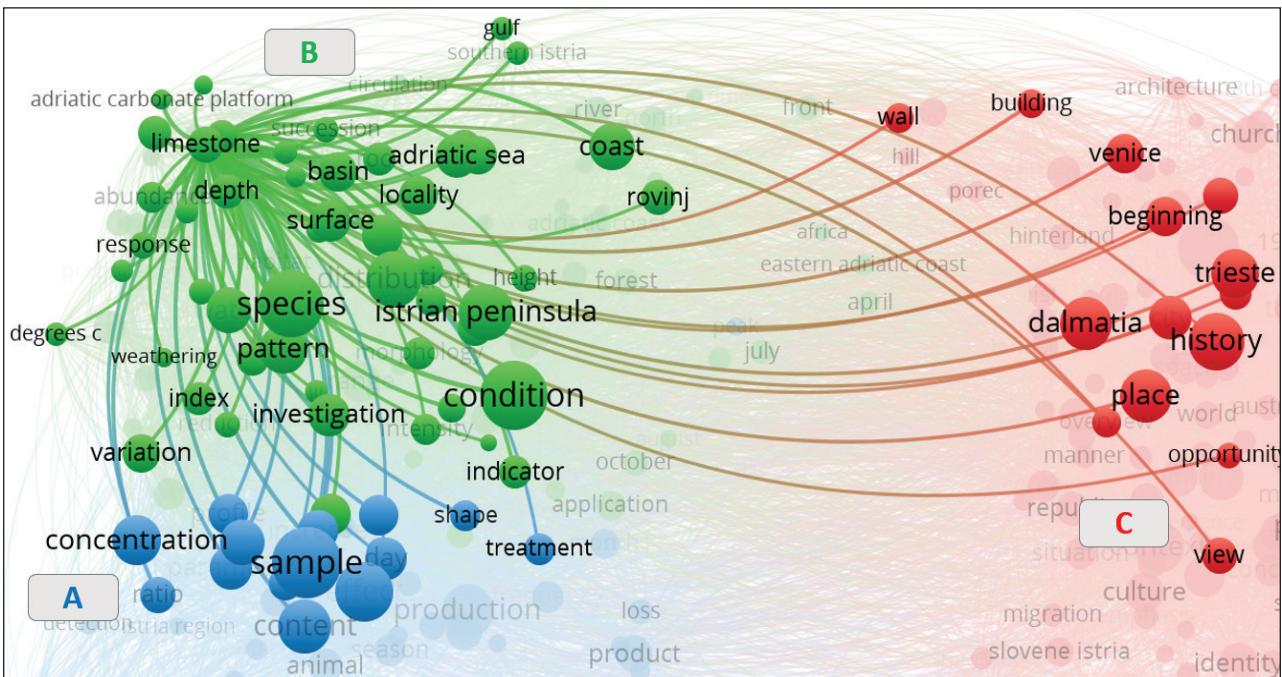 B
gulf
southern istria
circulation
adriatic carbonate platform
river
front
wall
building
architecture
limestone
succession
adriatic sea
coast
hill
venice
church
basin
depth
locality
rovinj
porec
surface
adriatic coast
africa
hinterland
beginning
response
distribution
height
forest
eastern adriatic coast
trieste
species
istrian peninsula
april
dalmatia
history
degrees c
weathering
pattern
morphology
peak
july
index
investigation
condition
intensity
place
overview
world
variation
indicator
august
october
manner
opportunity
profile
shape
application
C
concentration
sample
day
treatment
situation
context
view
A
ratio
production
loss
culture
detection
istria region
content
migration
season
animal
product
slovene istria
identity